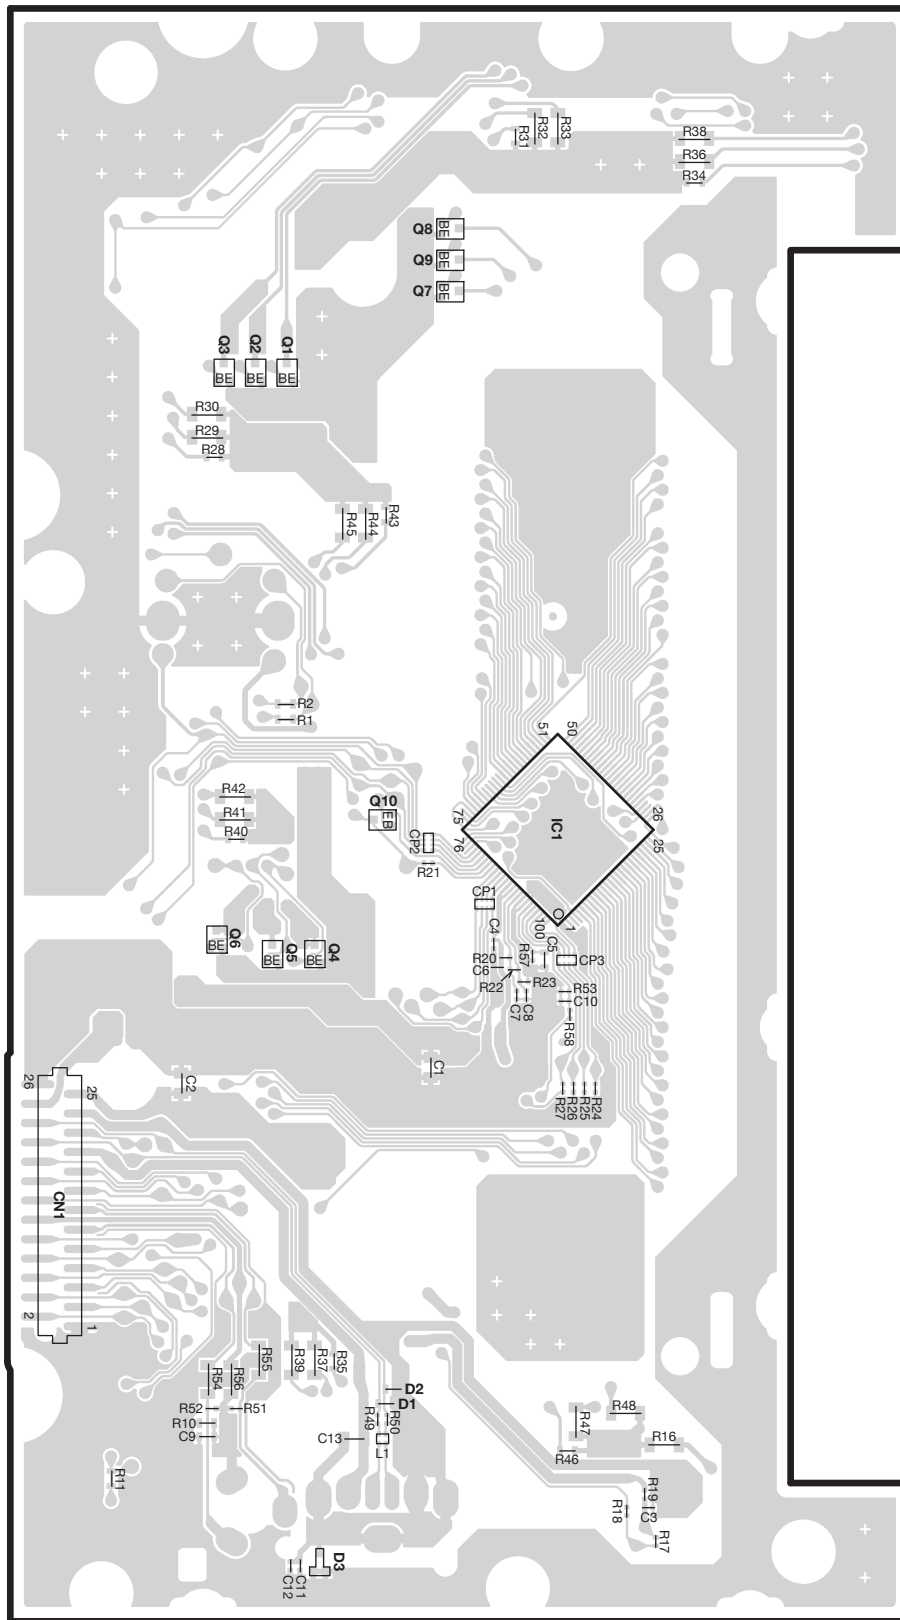 R38
R36
R34
R33
R32
R31
Q8
BE
Q9
BE
Q7
BE
Q3
Q2
Q1
BE
BE
BE
R30
R29
R28
R45
R44
R43
R2
R1
51
50
R42
R41
R40
Q10
EB
CP2
R21
75
76
IC1
26
25
CP1
100
1
C4
R57
C5
CP3
R20
C6
R22
R23
R53
C10
C7
C8
R58
Q6
BE
Q5
BE
Q4
BE
C1
C2
R27
R26
R25
R24
26
25
CN1
2
1
R55
R39
R37
R35
R54
R56
D2
D1
R52
R51
R10
C9
R49
R50
C13
L1
R48
R47
R16
R46
R11
R19
C3
R18
R17
D3
C12
C11